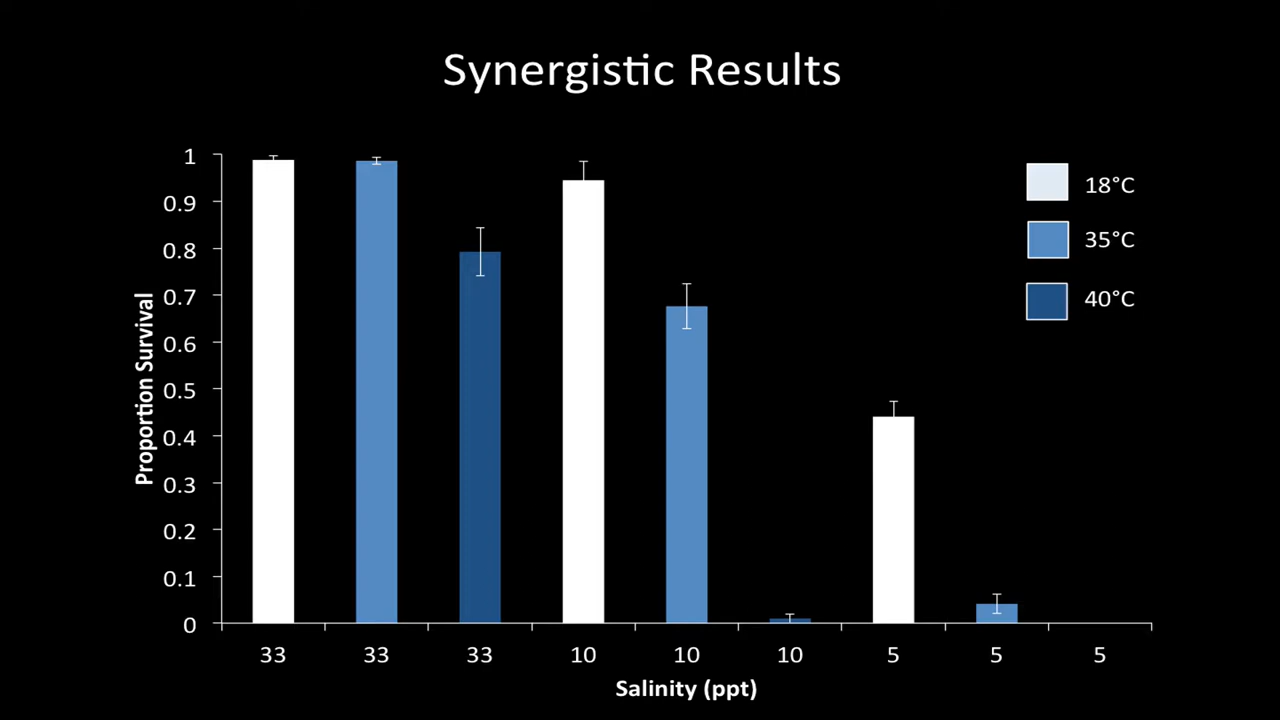 Synergistic Results
1
0.9
0.8
0.7
0.6
0.5
0.4
0.3
0.2
0.1
0
Proportion Survival
18°C
35°C
40°C
33 33 33 10 10 10 5 5 5
Salinity (ppt)